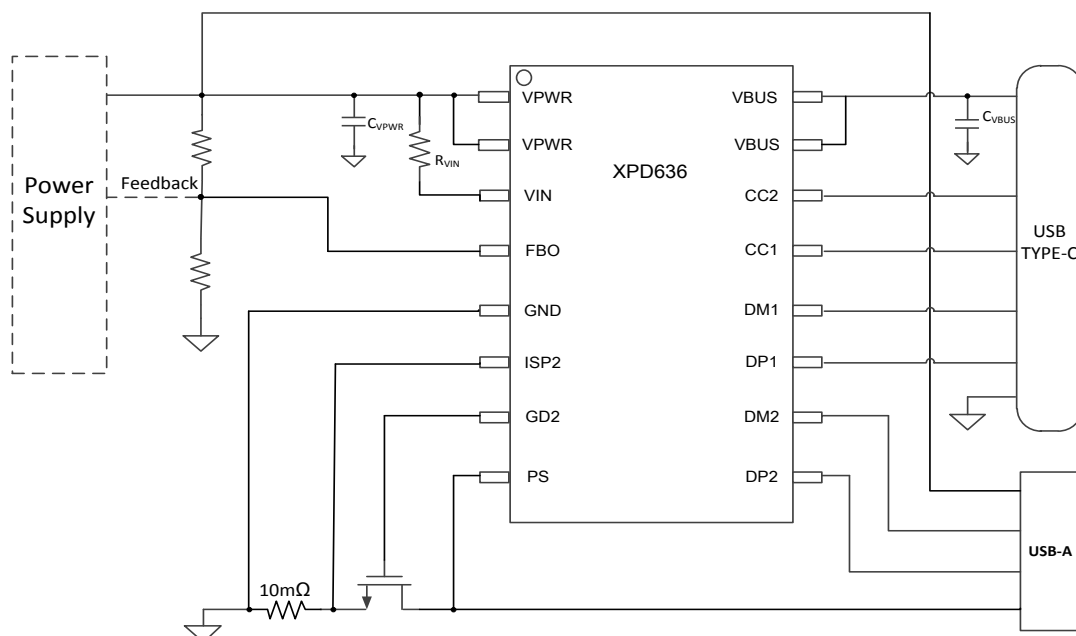 Power
Supply
Feedback
CVPWR
RVIN
XPD636
VPWR
VPWR
VIN
FBO
GND
ISP2
GD2
PS
VBUS
VBUS
CC2
CC1
DM1
DP1
DM2
DP2
CVBUS
USB
TYPE-C
USB-A
10mΩ